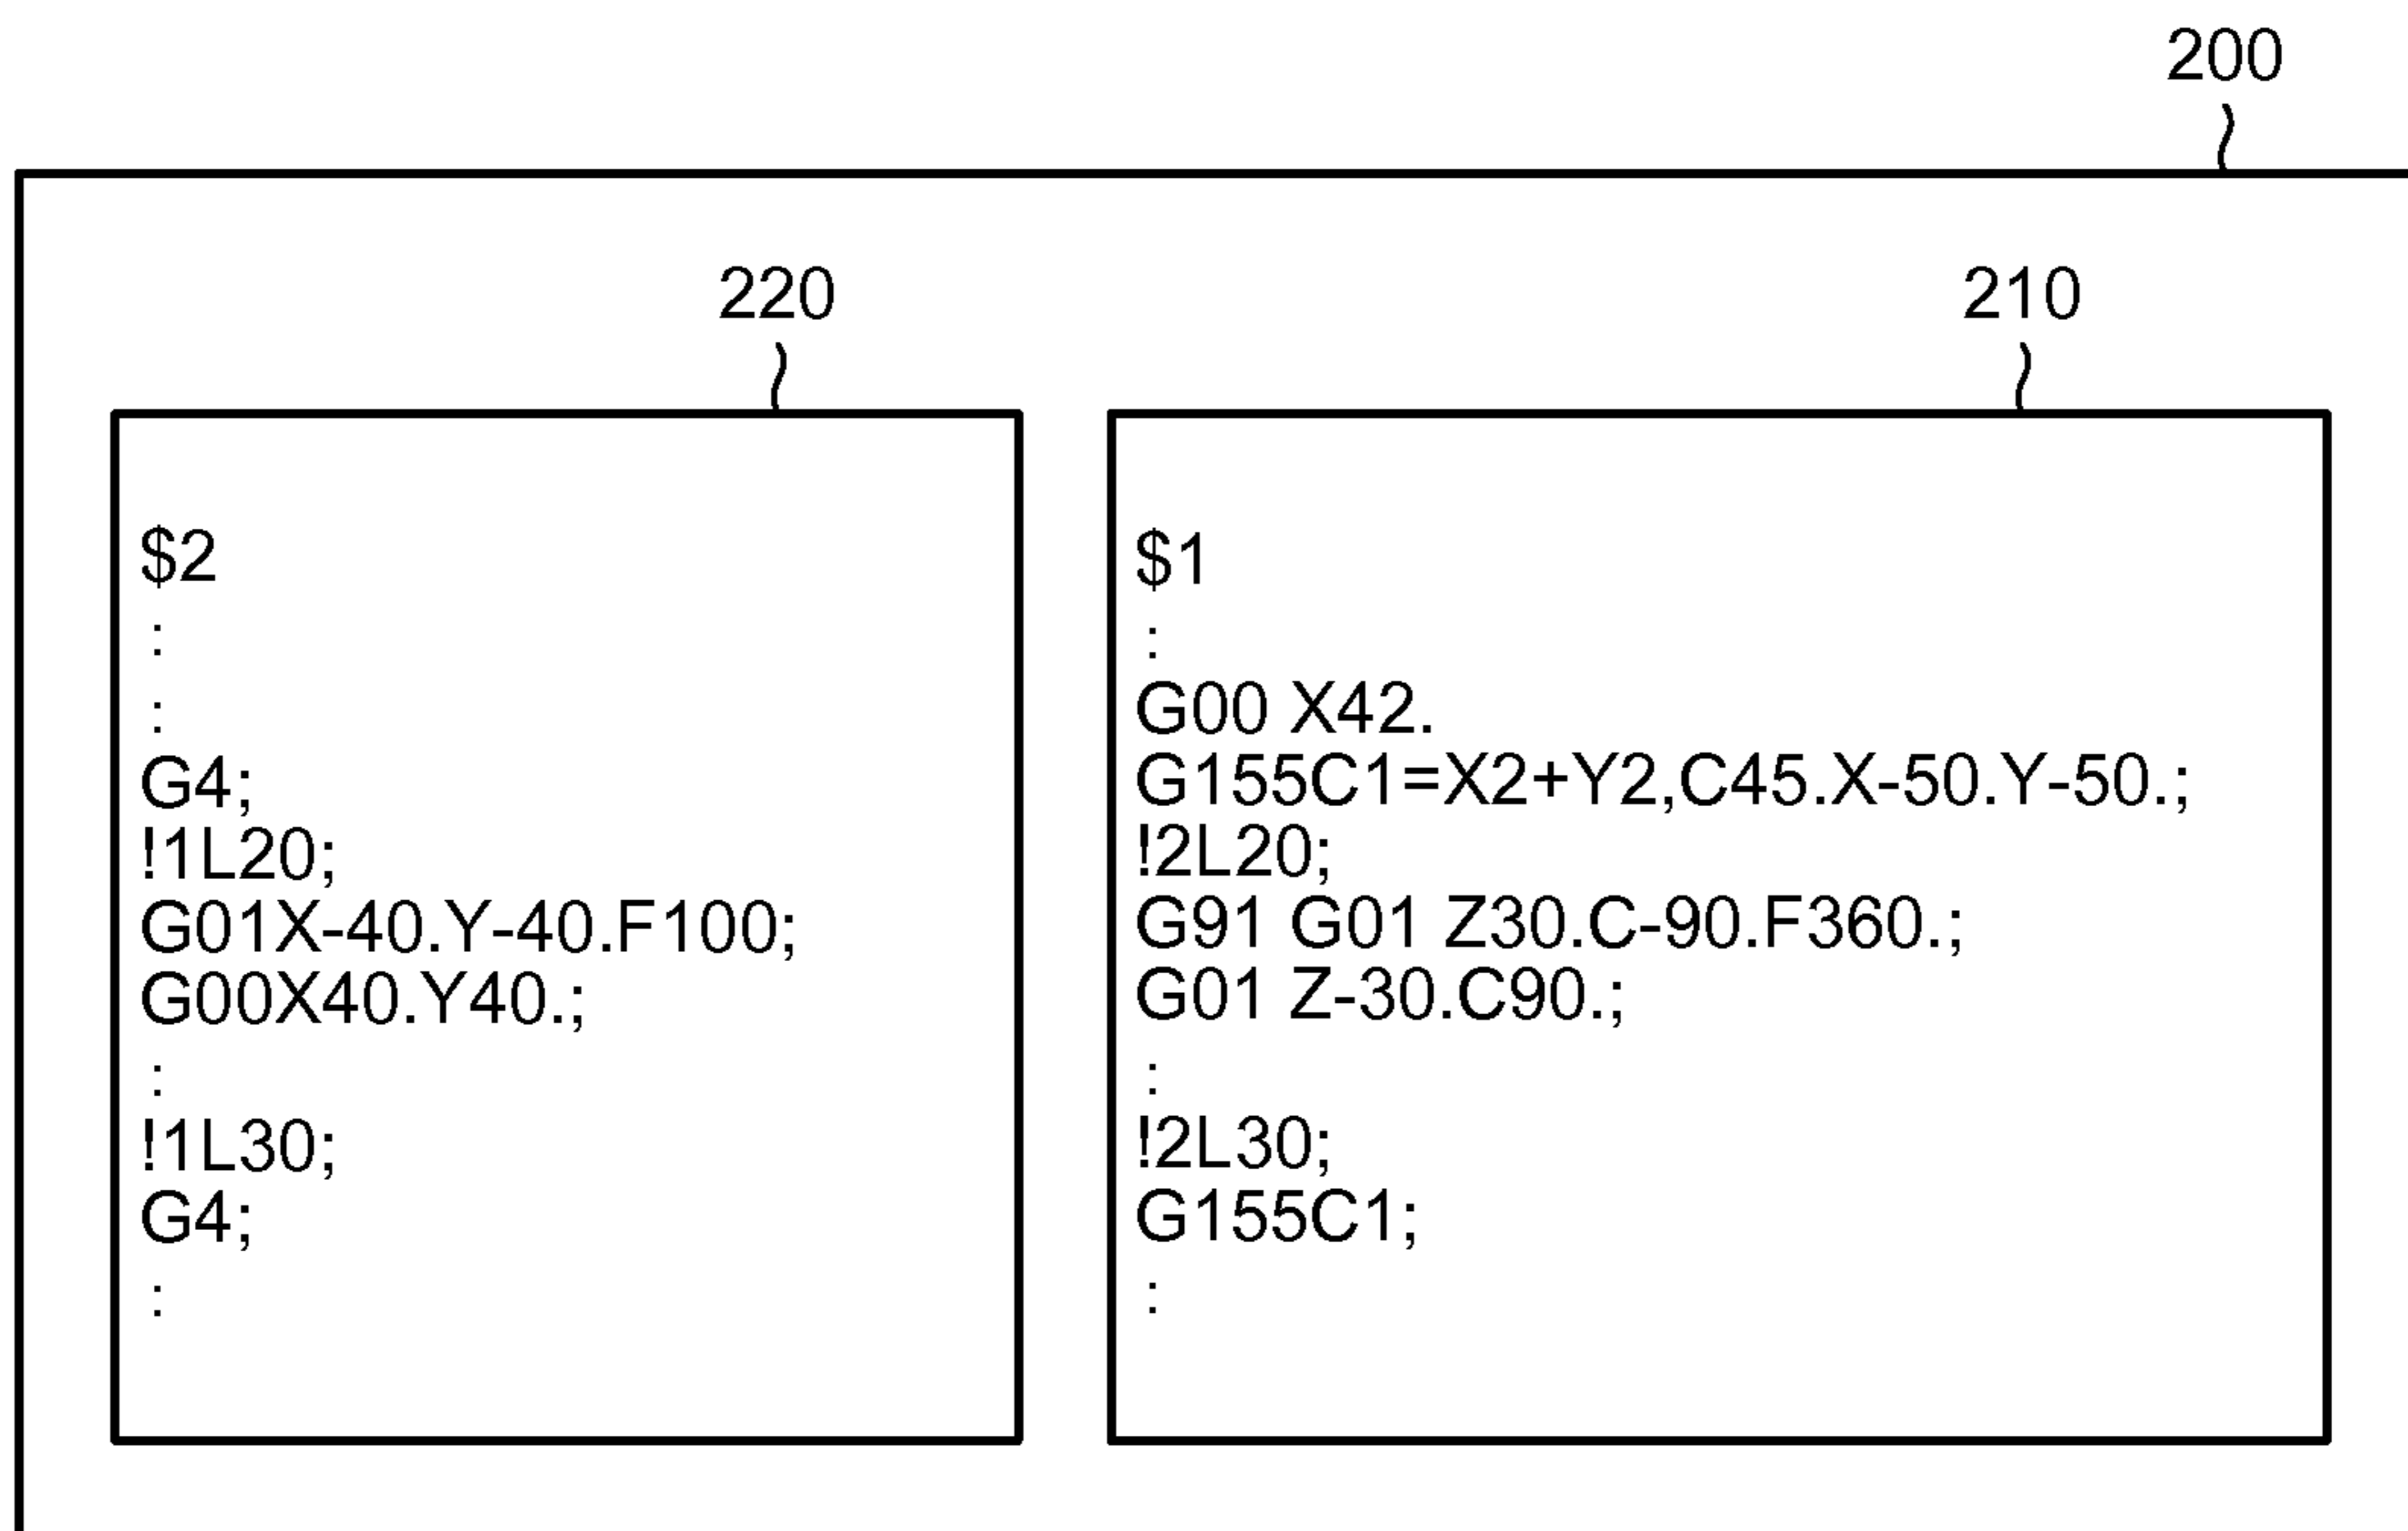 200
220
210
$2
:
:
G4;
!1L20;
G01X-40.Y-40.F100;
G00X40.Y40.;
:
!1L30;
G4;
:
$1
:
G00 X42.
G155C1=X2+Y2,C45.X-50.Y-50.;
!2L20;
G91 G01 Z30.C-90.F360.;
G01 Z-30.C90.;
:
!2L30;
G155C1;
: